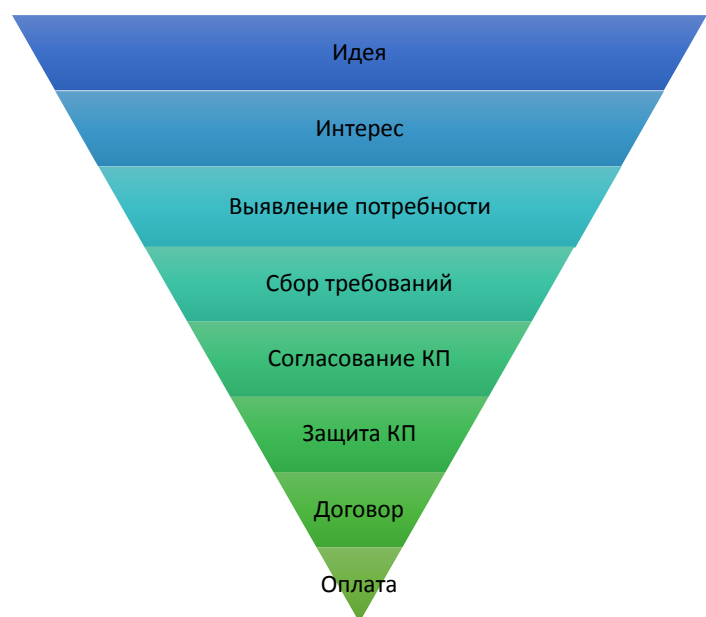 Идея
Интерес
Выявление потребности
Сбор требований
Согласование КП
Защита КП
Договор
Оплата